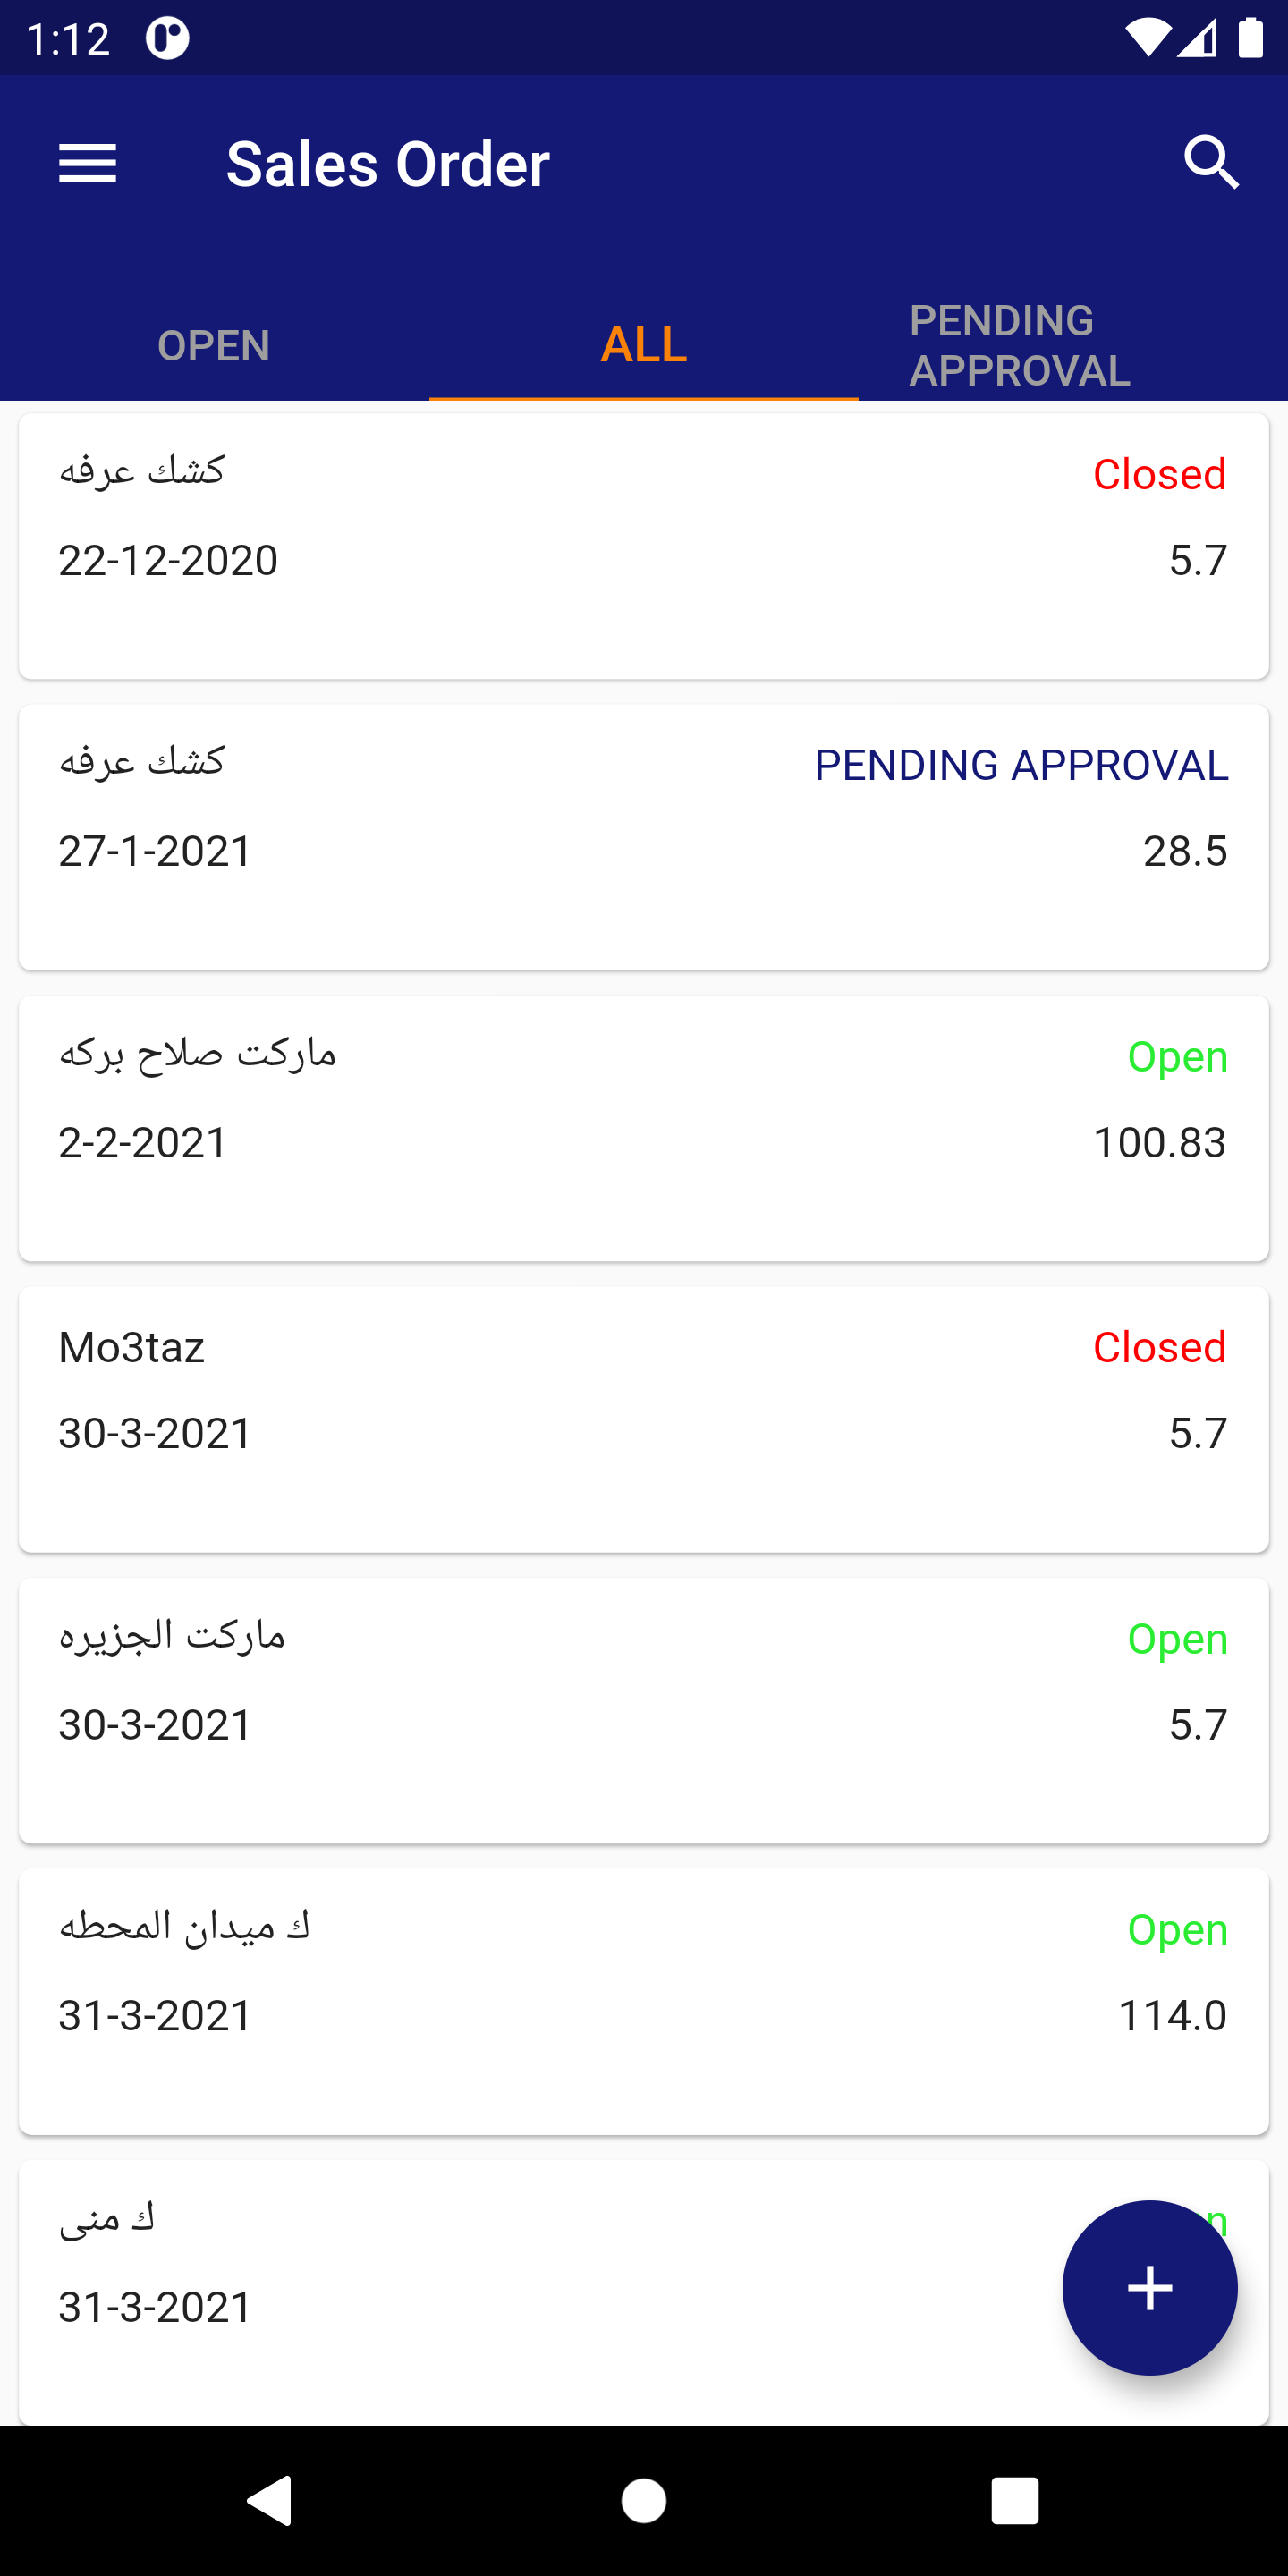 1:12
Sales Order
OPEN
ALL
PENDING
APPROVAL
كشك عرفه
Closed
22-12-2020
5.7
كشك عرفه
PENDING APPROVAL
27-1-2021
28.5
ماركت صلاح بركه
Open
2-2-2021
100.83
Mo3taz
Closed
30-3-2021
5.7
ماركت الجزيره
Open
30-3-2021
5.7
ك ميدان المحطه
Open
31-3-2021
114.0
ك منى
31-3-2021